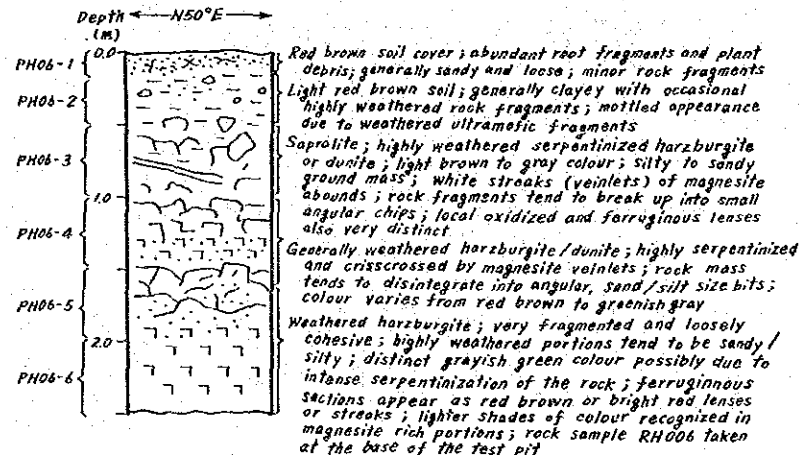 Depth N50°E
(m)
0.0
PH06-1
PH06-2
PH06-3
1.0
PH06-4
PH06-5
2.0
PH06-6
Red brown soil cover; abundant root fragments and plant
debris; generally sandy and loose; minor rock fragments
Light red brown soil; generally clayey with occasional
highly weathered rock fragments; mottled appearance
due to weathered ultramafic fragments
Saprolite; highly weathered serpentinized harzburgite
or dunite; light brown to gray colour; silty to sandy
ground mass; white streaks (veinlets) of magnesite
abounds; rock fragments tend to break up into small
angular chips; local oxidized and ferruginous lenses
also very distinct
Generally weathered harzburgite/dunite; highly serpentinized
and crisscrossed by magnesite veinlets; rock mass
tends to disintegrate into angular, sand/silt size bits;
colour varies from red brown to greenish gray
Weathered harzburgite; very fragmented and loosely
cohesive; highly weathered portions tend to be sandy/
silty; distinct grayish green colour possibly due to
intense serpentinization of the rock; ferruginnous
sections appear as red brown or bright red lenses
or streaks; lighter shades of colour recognized in
magnesite rich portions; rock sample RH006 taken
at the base of the test pit